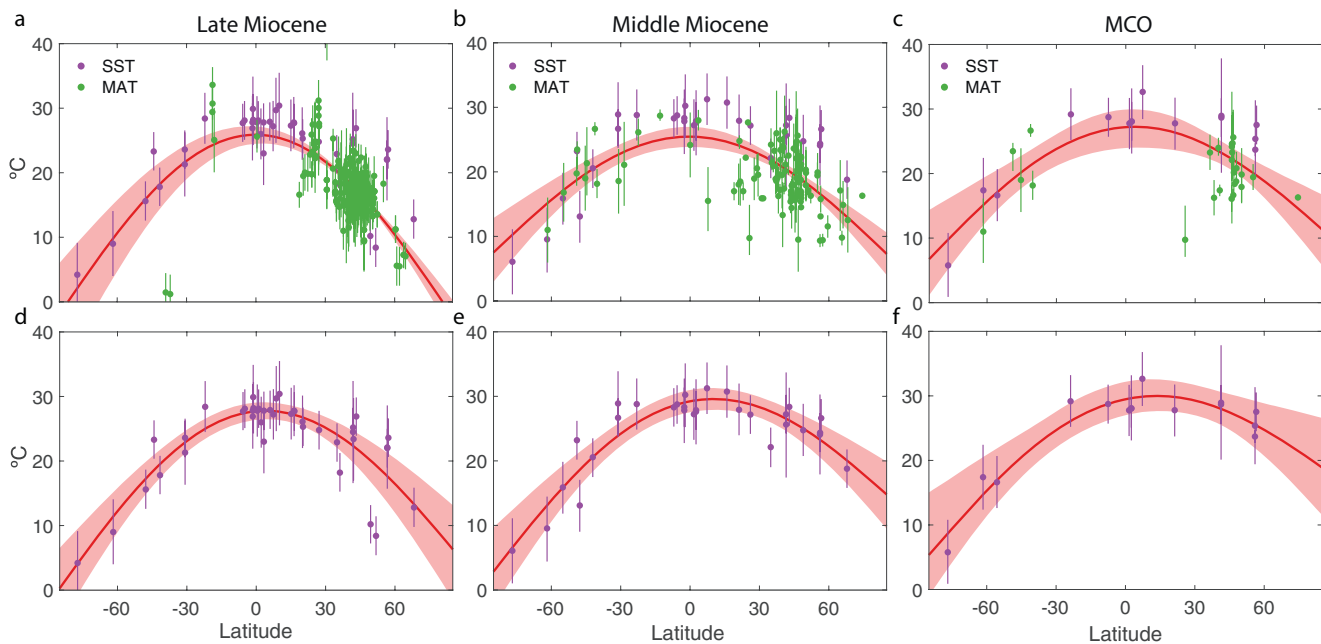 a Late Miocene b Middle Miocene c MCO
40 40 40
SST SST SST
MAT MAT MAT
30 30 30
°C
20 20 20
10 10 10
0 0 0
d e f
40 40 40
30 30 30
°C
20 20 20
10 10 10
0 0 0
-60 -30 0 30 60 -60 -30 0 30 60 -60 -30 0 30 60
Latitude Latitude Latitude